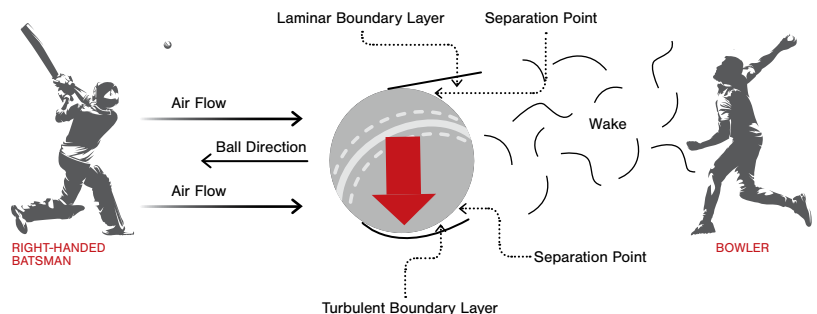 Laminar Boundary Layer
Separation Point
Air Flow
Wake
Ball Direction
Air Flow
RIGHT-HANDED
BATSMAN
BOWLER
Separation Point
Turbulent Boundary Layer